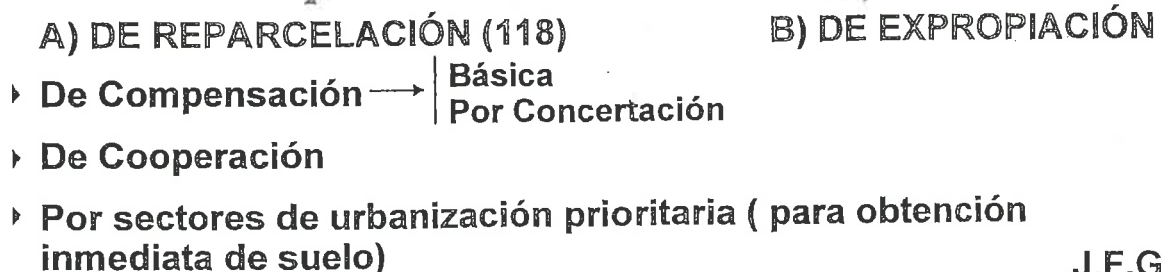 A) DE REPARCELACIÓN (118) B) DE EXPROPIACIÓN
De Compensación → Básica
Por Concertación
De Cooperación
Por sectores de urbanización prioritaria ( para obtención
inmediata de suelo)
J.F.G